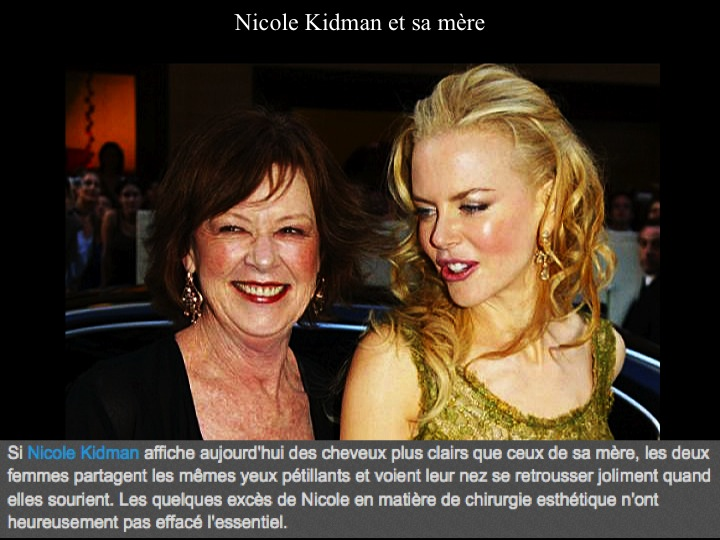 Nicole Kidman et sa mère
Si Nicole Kidman affiche aujourd'hui des cheveux plus clairs que ceux de sa mère, les deux
femmes partagent les mêmes yeux pétillants et voient leur nez se retrousser joliment quand
elles sourient. Les quelques excès de Nicole en matière de chirurgie esthétique n'ont
heureusement pas effacé l'essentiel.